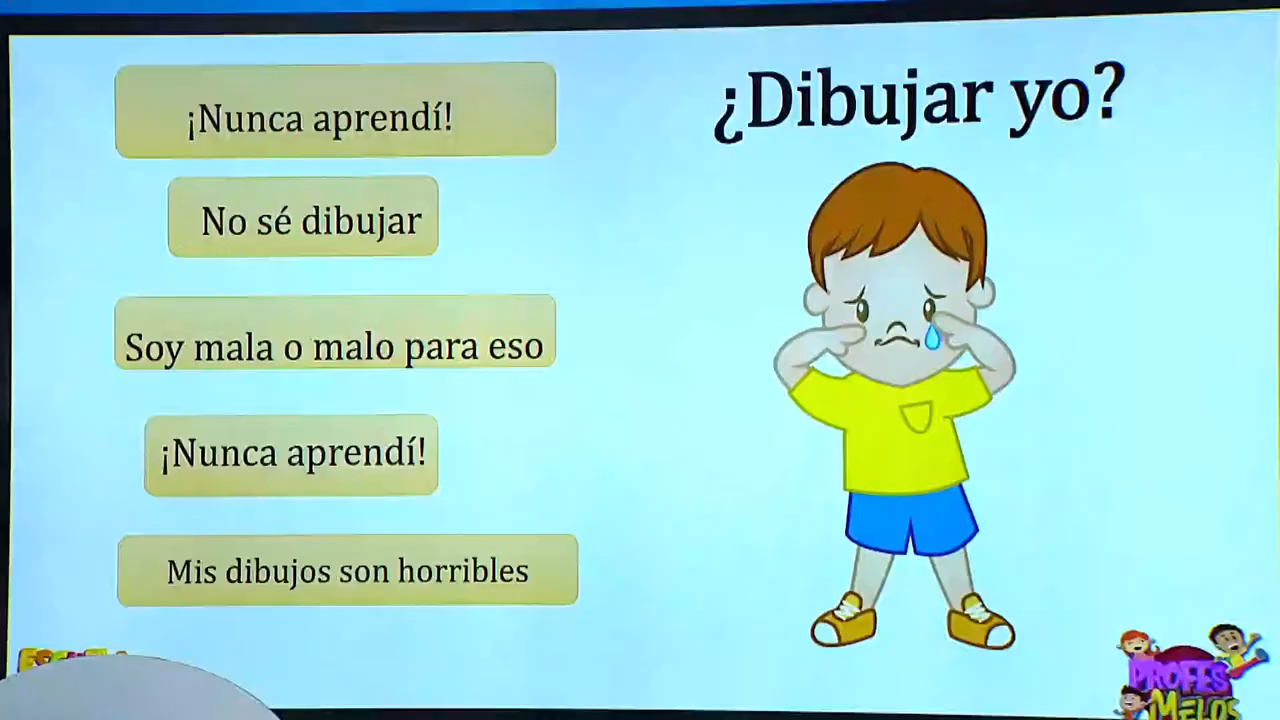 ¡Nunca aprendí!
No sé dibujar
Soy mala o malo para eso
¡Nunca aprendí!
Mis dibujos son horribles
¿Dibujar yo?
PROFES
MELOS